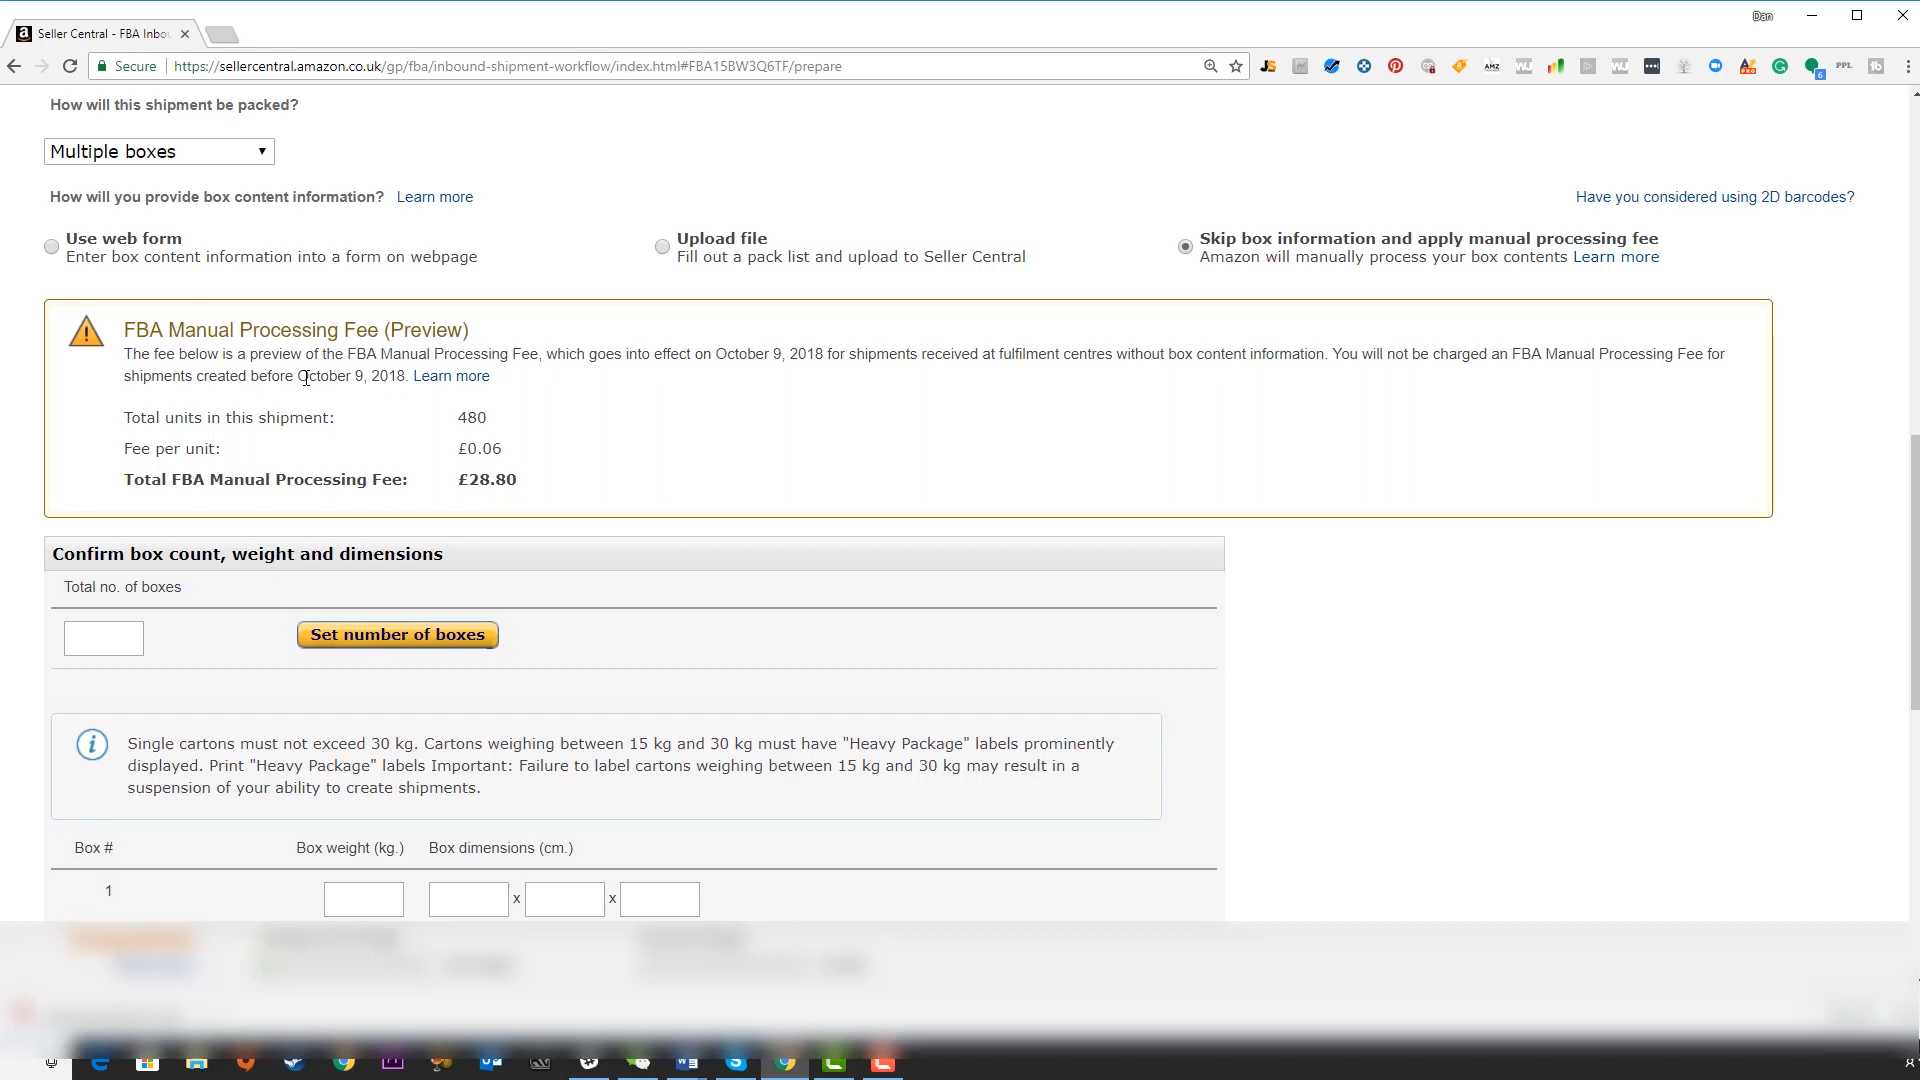 Dan
Seller Central - FBA Inbou
Secure
https://sellercentral.amazon.co.uk/gp/fba/inbound-shipment-workflow/index.html#FBA15BW3Q6TF/prepare
How will this shipment be packed?
Multiple boxes
How will you provide box content information? Learn more
Have you considered using 2D barcodes?
Use web form
Enter box content information into a form on webpage
Upload file
Fill out a pack list and upload to Seller Central
Skip box information and apply manual processing fee
Amazon will manually process your box contents Learn more
FBA Manual Processing Fee (Preview)
The fee below is a preview of the FBA Manual Processing Fee, which goes into effect on October 9, 2018 for shipments received at fulfilment centres without box content information. You will not be charged an FBA Manual Processing Fee for
shipments created before October 9, 2018. Learn more
Total units in this shipment: 480
Fee per unit: £0.06
Total FBA Manual Processing Fee: £28.80
Confirm box count, weight and dimensions
Total no. of boxes
Set number of boxes
Single cartons must not exceed 30 kg. Cartons weighing between 15 kg and 30 kg must have "Heavy Package" labels prominently
displayed. Print "Heavy Package" labels Important: Failure to label cartons weighing between 15 kg and 30 kg may result in a
suspension of your ability to create shipments.
Box # Box weight (kg.) Box dimensions (cm.)
1 x x